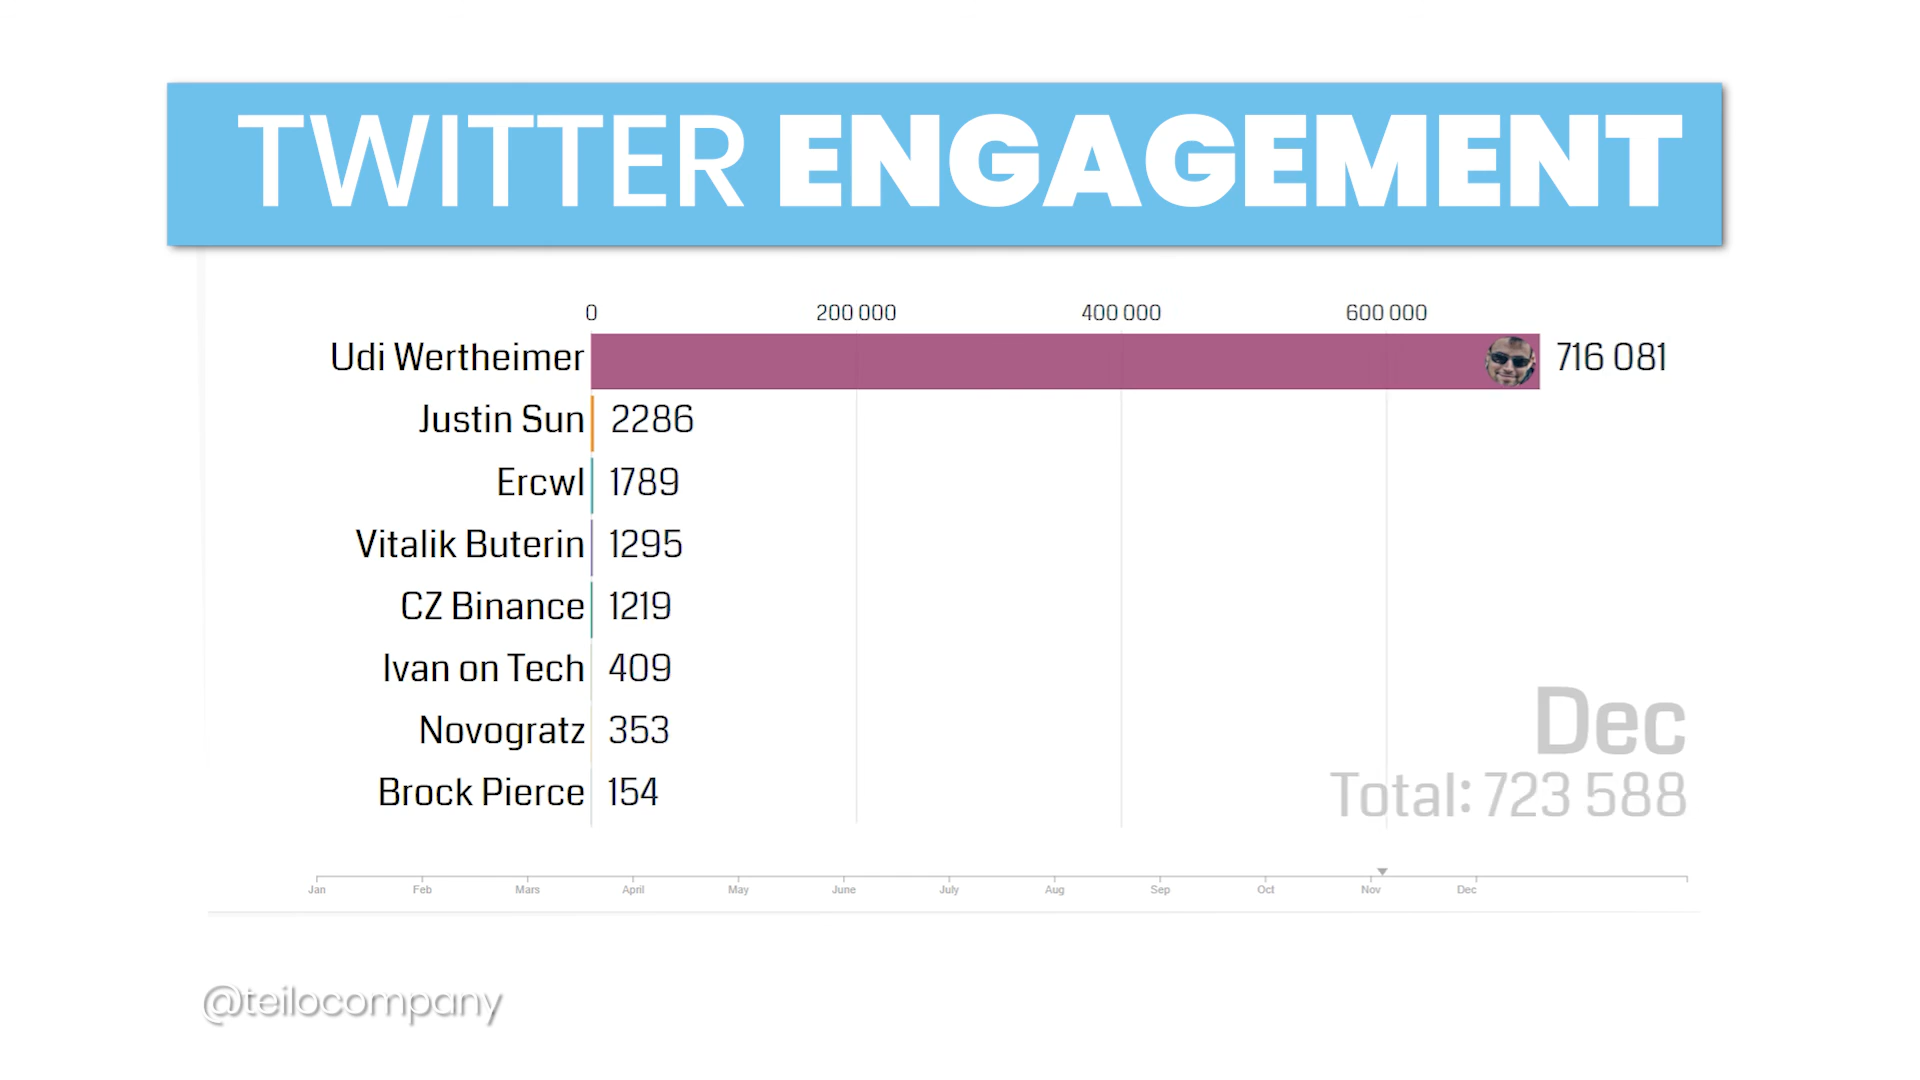 TWITTER ENGAGEMENT
0 200 000 400 000 600 000
Udi Wertheimer 716 081
Justin Sun 2286
Ercwl 1789
Vitalik Buterin 1295
CZ Binance 1219
Ivan on Tech 409
Novogratz 353
Brock Pierce 154
Dec
Total: 723 588
Jan Feb Mars April May June July Aug Sep Oct Nov Dec
@teilocompany